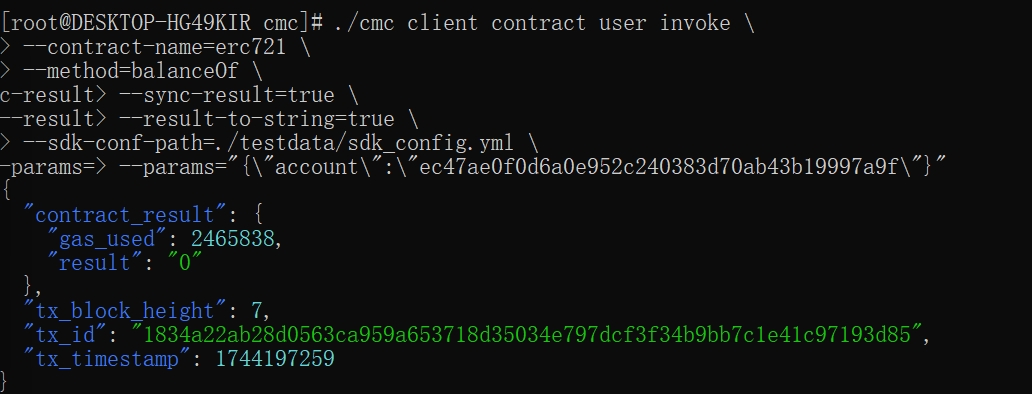 [root@DESKTOP-HG49KIR cmc]# ./cmc client contract user invoke \
> --contract-name=erc721 \
> --method=balanceOf \
c-result> --sync-result=true \
--result> --result-to-string=true \
> --sdk-conf-path=./testdata/sdk_config.yml \
-params=> --params="{\"account\":\"ec47ae0f0d6a0e952c240383d70ab43b19997a9f\"}"
{
  "contract_result": {
    "gas_used": 2465838,
    "result": "0"
  },
  "tx_block_height": 7,
  "tx_id": "1834a22ab28d0563ca959a653718d35034e797dcf3f34b9bb7c1e41c97193d85",
  "tx_timestamp": 1744197259
}